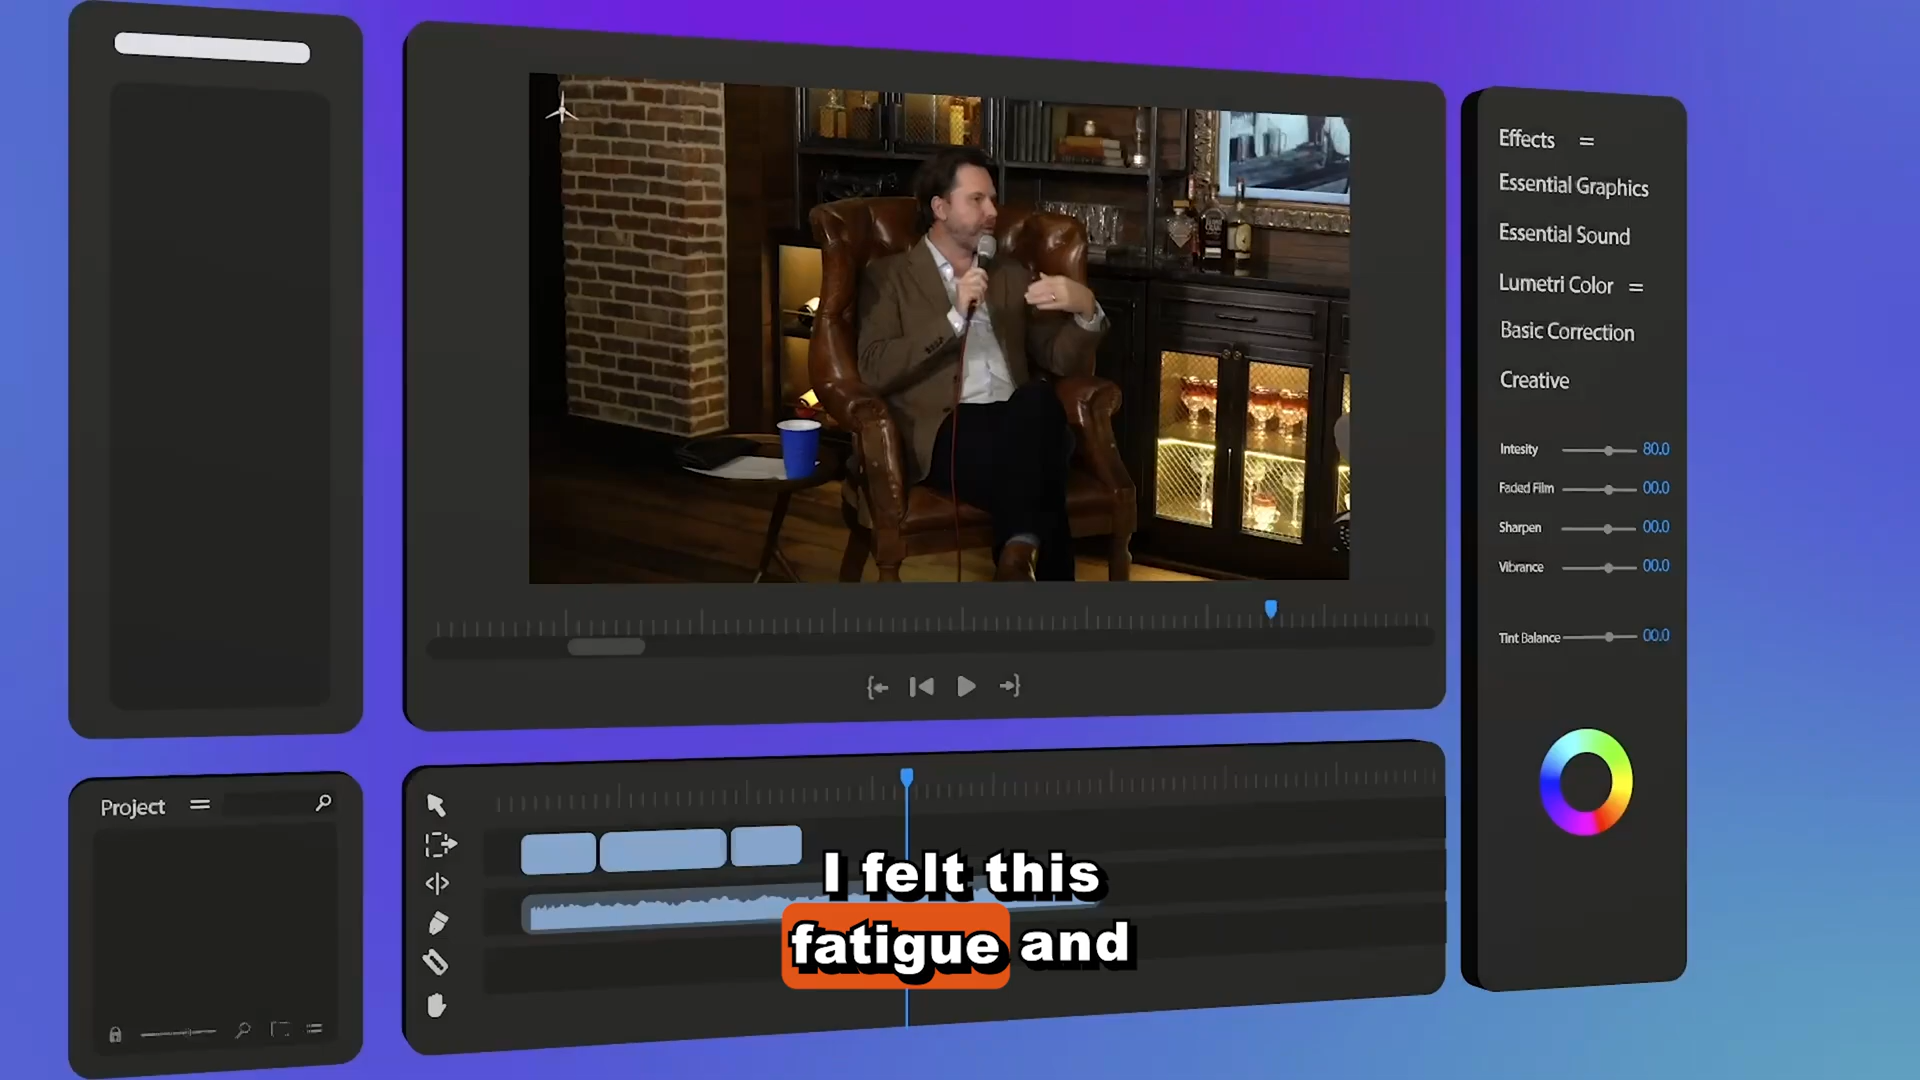 Effects
Essential Graphics
Essential Sound
Lumetri Color
Basic Correction
Creative
Intesity 80.0
Faded Film 00.0
Sharpen 00.0
Vibrance 00.0
Tint Balance 00.0
Project
I felt this
fatigue and